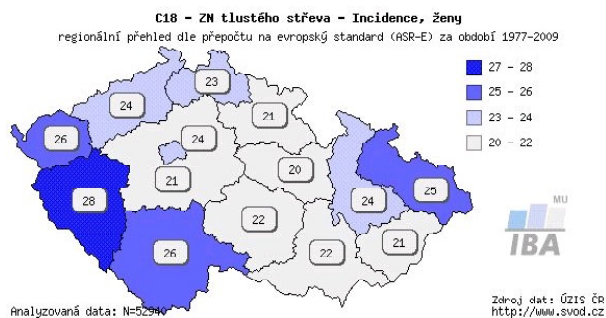 C18 - ZN tlustého střeva - Incidence, ženy
regionální přehled dle přepočtu na evropský standard (ASR-E) za období 1977-2009
27 - 28
25 - 26
23 - 24
20 - 22
23
24
21
26
24
20
21
28
24
25
22
21
26
22
MU
IBA
Analyzovaná data: N=52940
Zdroj dat: ÚZIS ČR
http://www.svod.cz